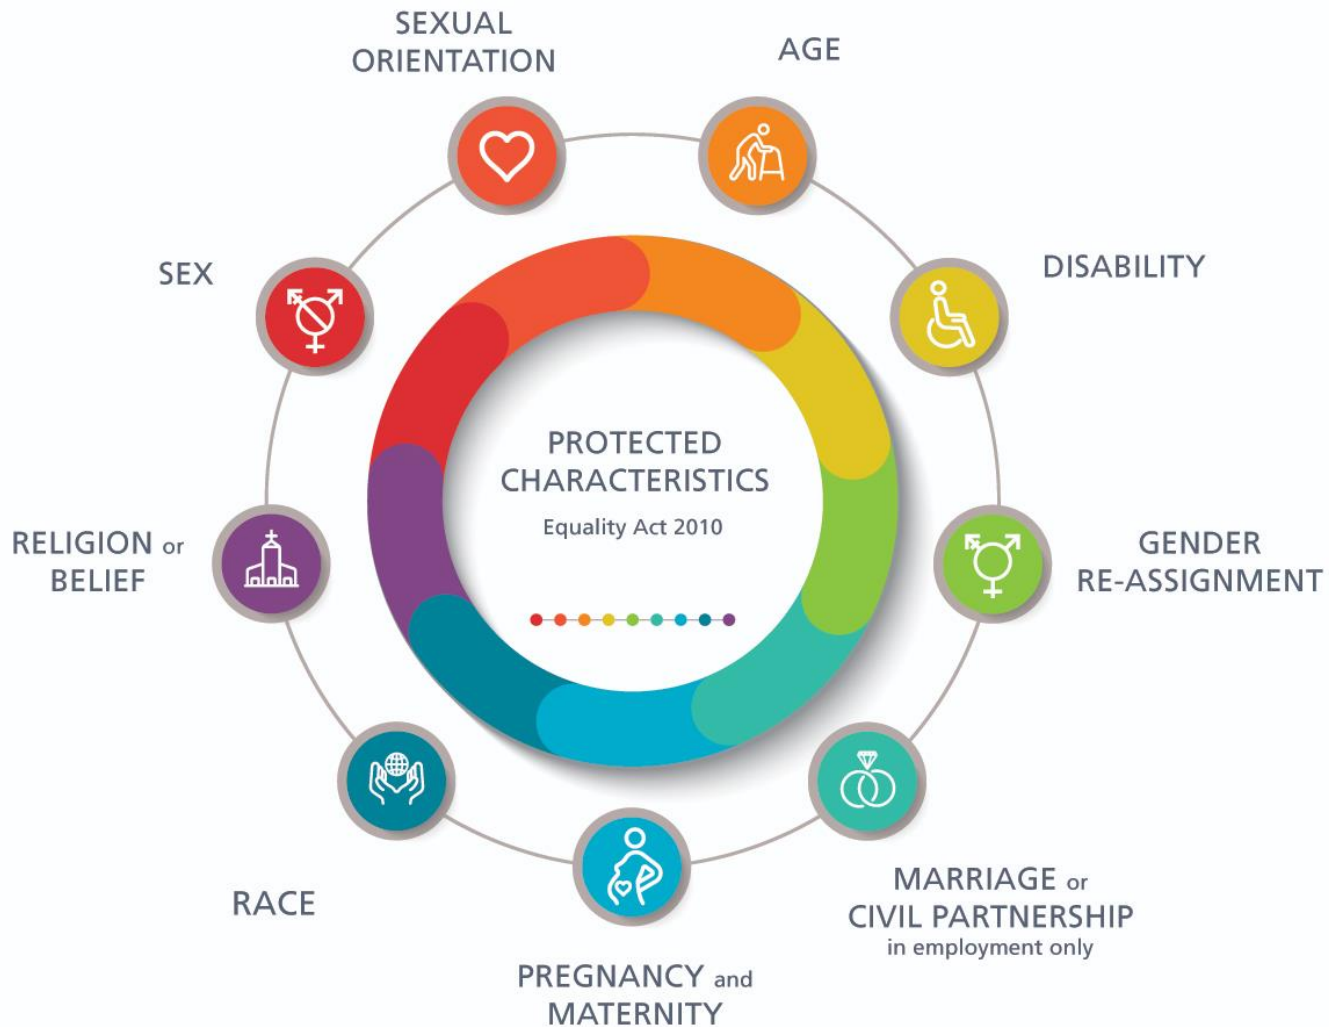 SEXUAL
ORIENTATION
AGE
DISABILITY
GENDER
RE-ASSIGNMENT
MARRIAGE or
CIVIL PARTNERSHIP
in employment only
PREGNANCY and
MATERNITY
RACE
RELIGION or
BELIEF
SEX
PROTECTED
CHARACTERISTICS
Equality Act 2010